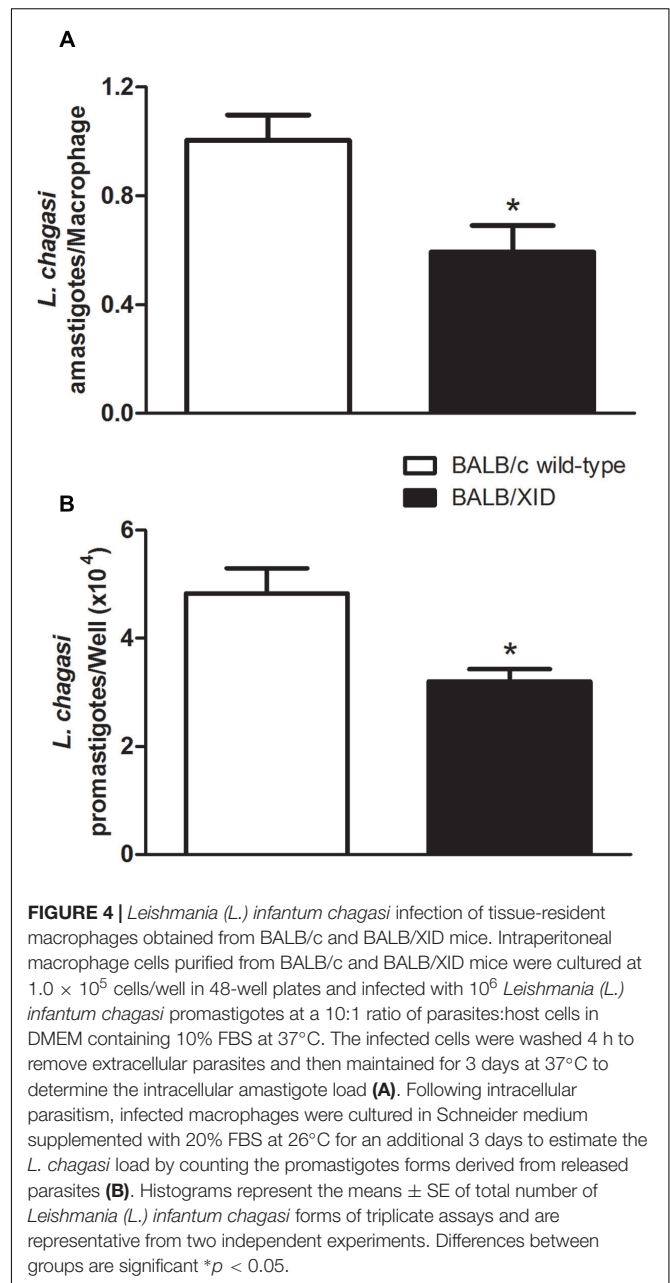 A
1.2
0.8
0.4
0.0
L. chagasi
amastigotes/Macrophage
*
BALB/c wild-type
BALB/XID
B
6
4
2
0
L. chagasi
promastigotes/Well (x10⁴)
*
FIGURE 4 | Leishmania (L.) infantum chagasi infection of tissue-resident
macrophages obtained from BALB/c and BALB/XID mice. Intraperitoneal
macrophage cells purified from BALB/c and BALB/XID mice were cultured at
1.0 × 10⁵ cells/well in 48-well plates and infected with 10⁶ Leishmania (L.)
infantum chagasi promastigotes at a 10:1 ratio of parasites:host cells in
DMEM containing 10% FBS at 37°C. The infected cells were washed 4 h to
remove extracellular parasites and then maintained for 3 days at 37°C to
determine the intracellular amastigote load (A). Following intracellular
parasitism, infected macrophages were cultured in Schneider medium
supplemented with 20% FBS at 26°C for an additional 3 days to estimate the
L. chagasi load by counting the promastigotes forms derived from released
parasites (B). Histograms represent the means ± SE of total number of
Leishmania (L.) infantum chagasi forms of triplicate assays and are
representative from two independent experiments. Differences between
groups are significant *p < 0.05.